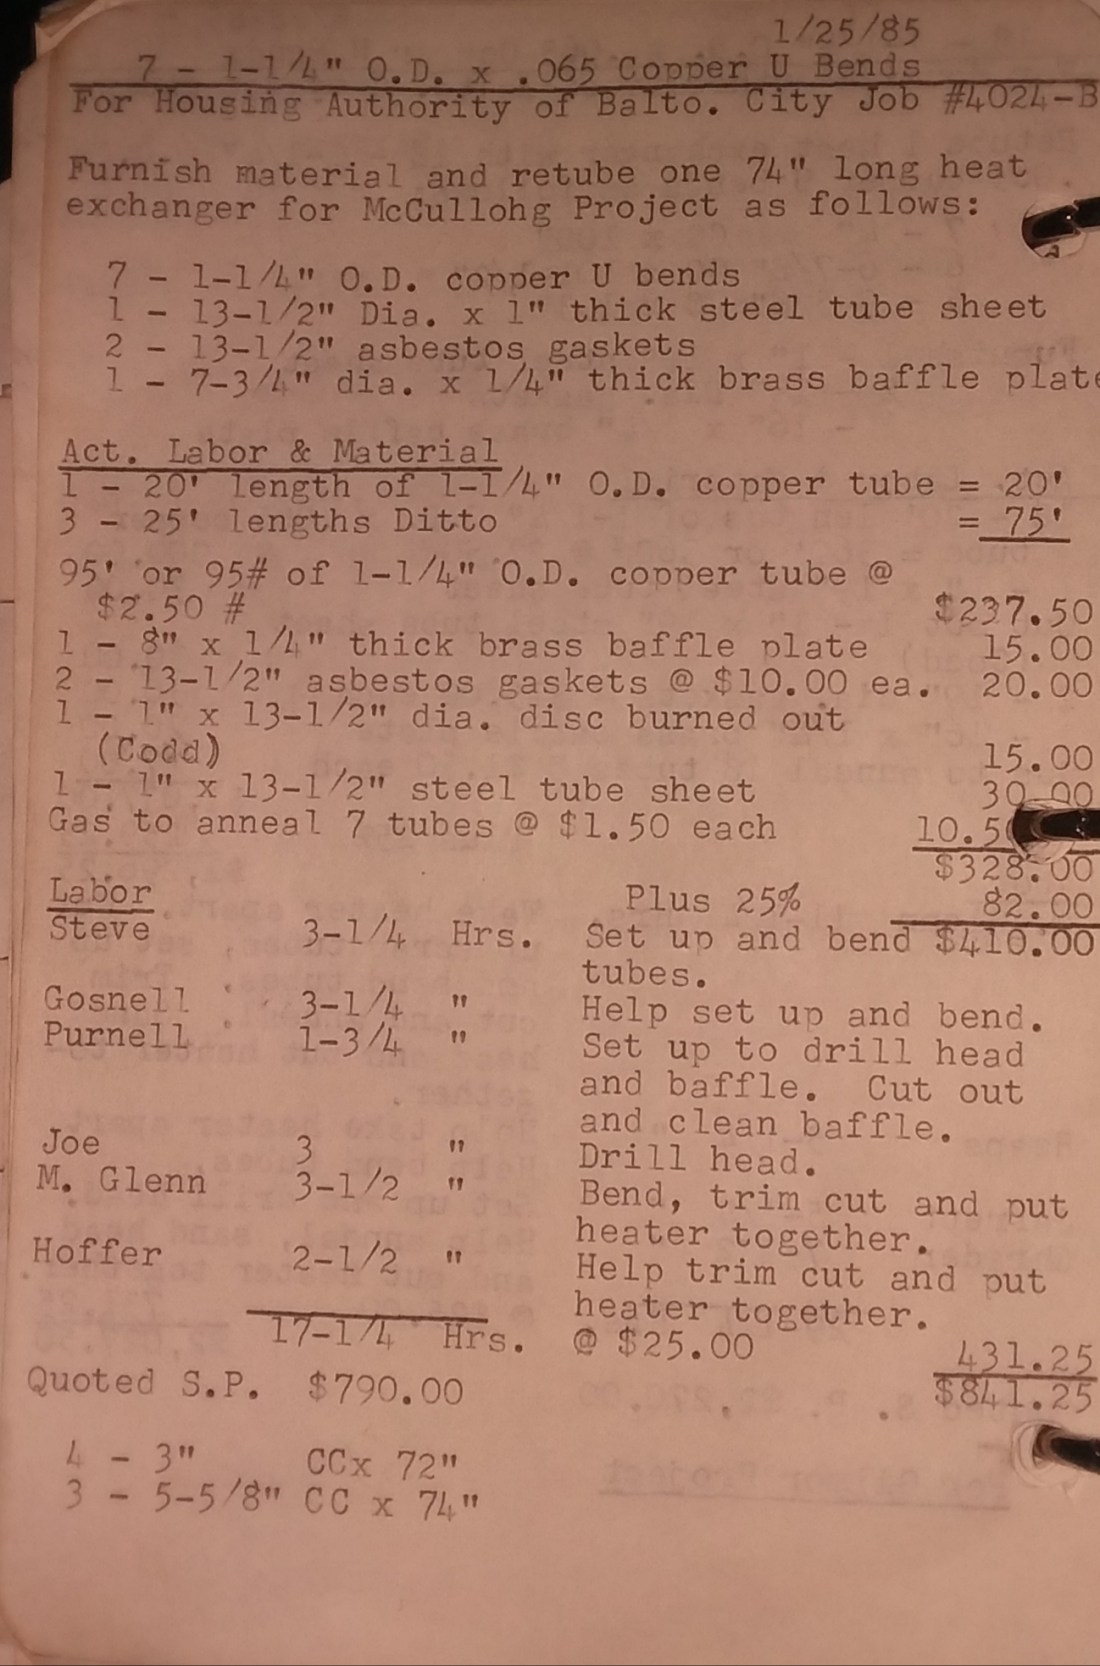 1/25/85
7 - 1-1/4" O.D. x .065 Copper U Bends
For Housing Authority of Balto. City Job #4024-B
Furnish material and retube one 74" long heat
exchanger for McCullohg Project as follows:
7 - 1-1/4" O.D. copper U bends
1 - 13-1/2" Dia. x 1" thick steel tube sheet
2 - 13-1/2" asbestos gaskets
1 - 7-3/4" dia. x 1/4" thick brass baffle plate
Act. Labor & Material
1 - 20' length of 1-1/4" O.D. copper tube = 20'
3 - 25' lengths Ditto = 75'
95' or 95# of 1-1/4" O.D. copper tube @
$2.50 # $237.50
1 - 8" x 1/4" thick brass baffle plate 15.00
2 - 13-1/2" asbestos gaskets @ $10.00 ea. 20.00
1 - 1" x 13-1/2" dia. disc burned out
(Codd) 15.00
1 - 1" x 13-1/2" steel tube sheet 30.00
Gas to anneal 7 tubes @ $1.50 each 10.50
$328.00
Labor Plus 25% 82.00
Steve 3-1/4 Hrs. Set up and bend $410.00
tubes.
Gosnell 3-1/4 " Help set up and bend.
Purnell 1-3/4 " Set up to drill head
and baffle. Cut out
and clean baffle.
Joe 3 " Drill head.
M. Glenn 3-1/2 " Bend, trim cut and put
heater together.
Hoffer 2-1/2 " Help trim cut and put
heater together.
17-1/4 Hrs. @ $25.00 431.25
Quoted S.P. $790.00 $841.25
4 - 3" CCx 72"
3 - 5-5/8" CC x 74"